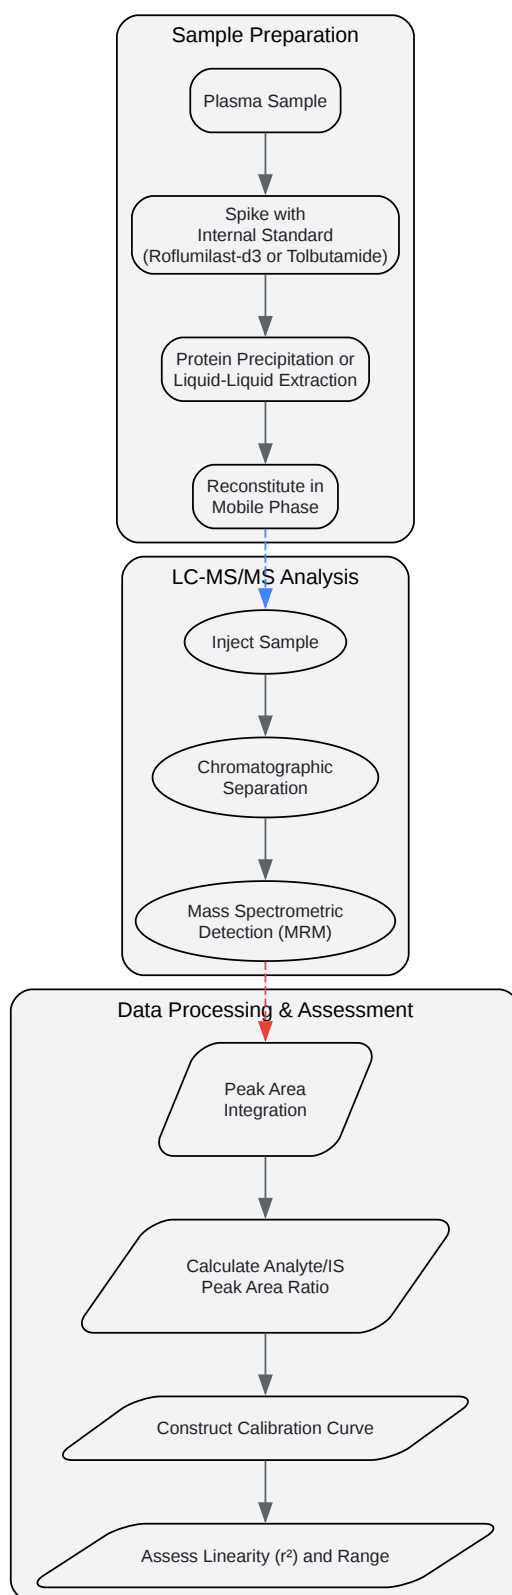 Sample Preparation
Plasma Sample
Spike with
Internal Standard
(Roflumilast-d3 or Tolbutamide)
Protein Precipitation or
Liquid-Liquid Extraction
Reconstitute in
Mobile Phase
LC-MS/MS Analysis
Inject Sample
Chromatographic
Separation
Mass Spectrometric
Detection (MRM)
Data Processing & Assessment
Peak Area
Integration
Calculate Analyte/IS
Peak Area Ratio
Construct Calibration Curve
Assess Linearity (r²) and Range